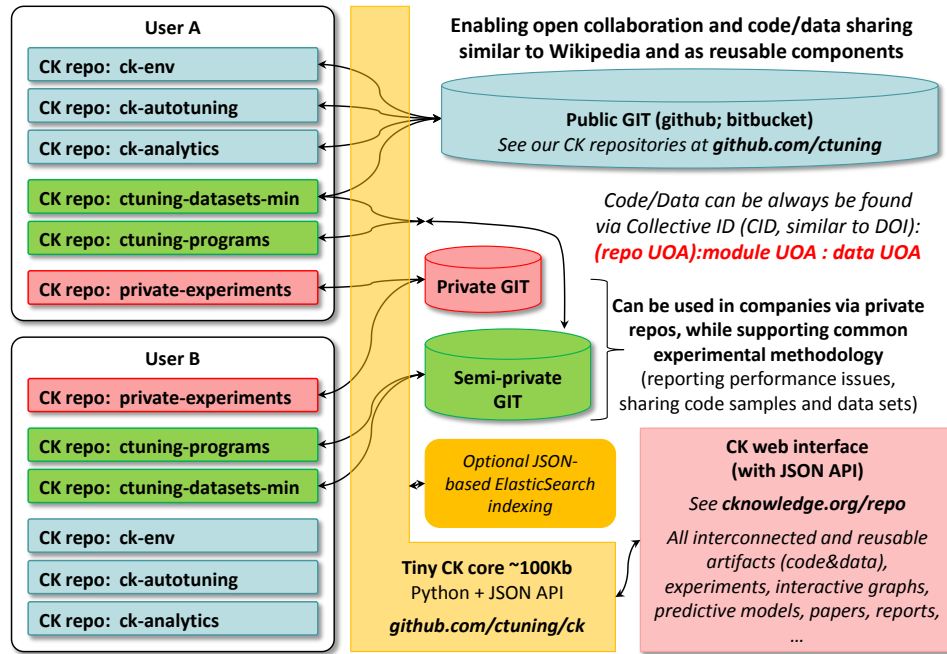 User A
CK repo: ck-env
CK repo: ck-autotuning
CK repo: ck-analytics
CK repo: ctuning-datasets-min
CK repo: ctuning-programs
CK repo: private-experiments
User B
CK repo: private-experiments
CK repo: ctuning-programs
CK repo: ctuning-datasets-min
CK repo: ck-env
CK repo: ck-autotuning
CK repo: ck-analytics
Enabling open collaboration and code/data sharing
similar to Wikipedia and as reusable components
Public GIT (github; bitbucket)
See our CK repositories at github.com/ctuning
Code/Data can be always be found
via Collective ID (CID, similar to DOI):
(repo UOA):module UOA : data UOA
Private GIT
Semi-private
GIT
Can be used in companies via private
repos, while supporting common
experimental methodology
(reporting performance issues,
sharing code samples and data sets)
Optional JSON-
based ElasticSearch
indexing
Tiny CK core ~100Kb
Python + JSON API
github.com/ctuning/ck
CK web interface
(with JSON API)
See cknowledge.org/repo
All interconnected and reusable
artifacts (code&data),
experiments, interactive graphs,
predictive models, papers, reports,
...